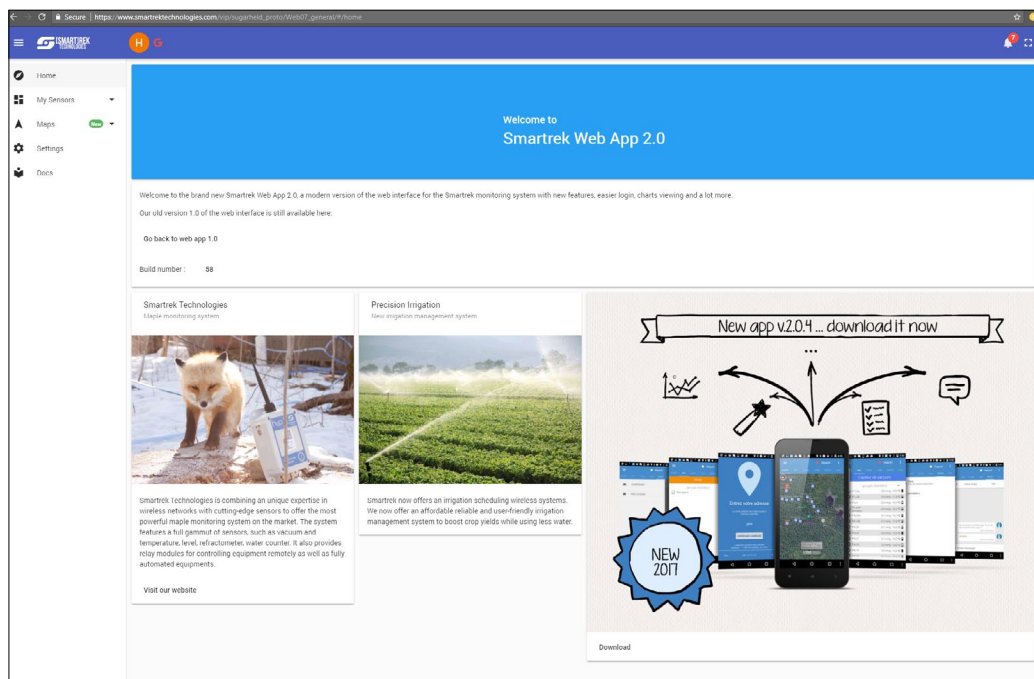 Secure | https://www.smartrektechnologies.com/vip/sugarheld_proto/Web07_general/#/home
SMARTREK
TECHNOLOGIES
H
G
7
Home
My Sensors
Maps
New
Settings
Docs
Welcome to
Smartrek Web App 2.0
Welcome to the brand new Smartrek Web App 2.0, a modern version of the web interface for the Smartrek monitoring system with new features, easier login, charts viewing and a lot more.
Our old version 1.0 of the web interface is still available here.
Go back to web app 1.0
Build number : 58
Smartrek Technologies
Maple monitoring system
Smartrek Technologies is combining an unique expertise in
wireless networks with cutting-edge sensors to offer the most
powerful maple monitoring system on the market. The system
features a full gammut of sensors, such as vacuum and
temperature, level, refractometer, water counter. It also provides
relay modules for controlling equipment remotely as well as fully
automated equipments.
Visit our website
Precision Irrigation
New irrigation management system
Smartrek now offers an irrigation scheduling wireless systems.
We now offer an affordable reliable and user-friendly irrigation
management system to boost crop yields while using less water.
New app v.2.0.4 ... download it now
...
NEW
2017
Download